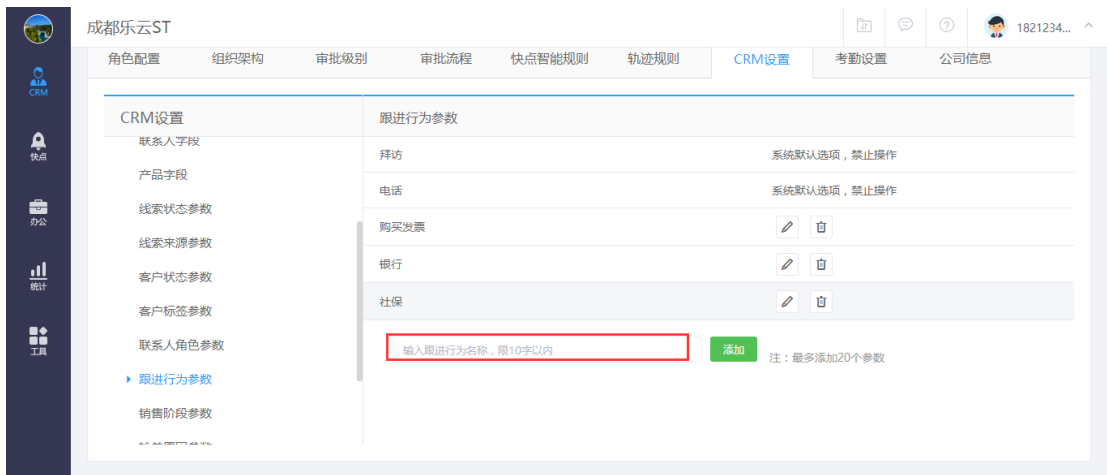 成都乐云ST
1821234...
角色配置 组织架构 审批级别 审批流程 快点智能规则 轨迹规则 CRM设置 考勤设置 公司信息
CRM
快点
办公
统计
工具
CRM设置
联系人字段
产品字段
线索状态参数
线索来源参数
客户状态参数
客户标签参数
联系人角色参数
跟进行为参数
销售阶段参数
跟进行为参数
拜访 系统默认选项，禁止操作
电话 系统默认选项，禁止操作
购买发票
银行
社保
输入跟进行为名称，限10字以内 添加 注：最多添加20个参数